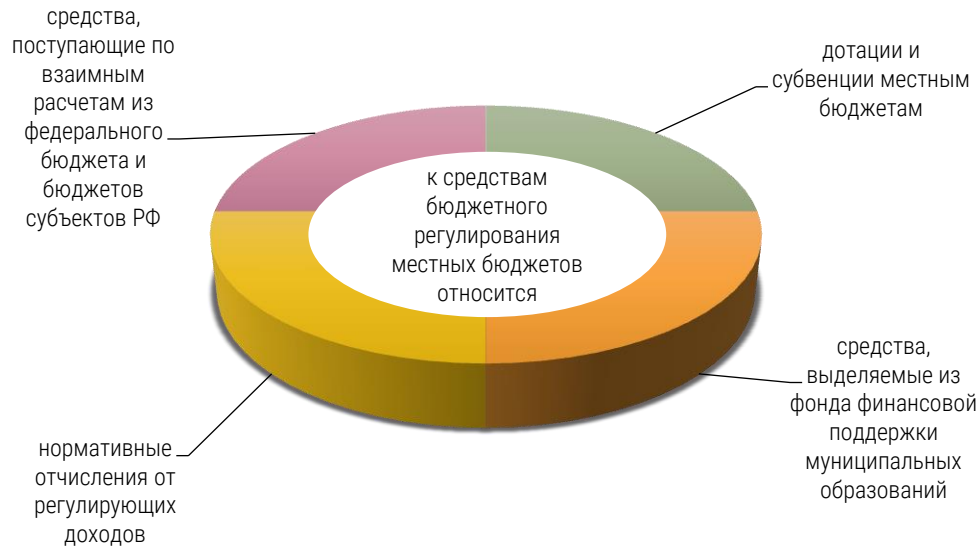 средства,
поступающие по
взаимным
расчетам из
федерального
бюджета и
бюджетов
субъектов РФ
дотации и
субвенции местным
бюджетам
к средствам
бюджетного
регулирования
местных бюджетов
относится
средства,
выделяемые из
фонда финансовой
поддержки
муниципальных
образований
нормативные
отчисления от
регулирующих
доходов